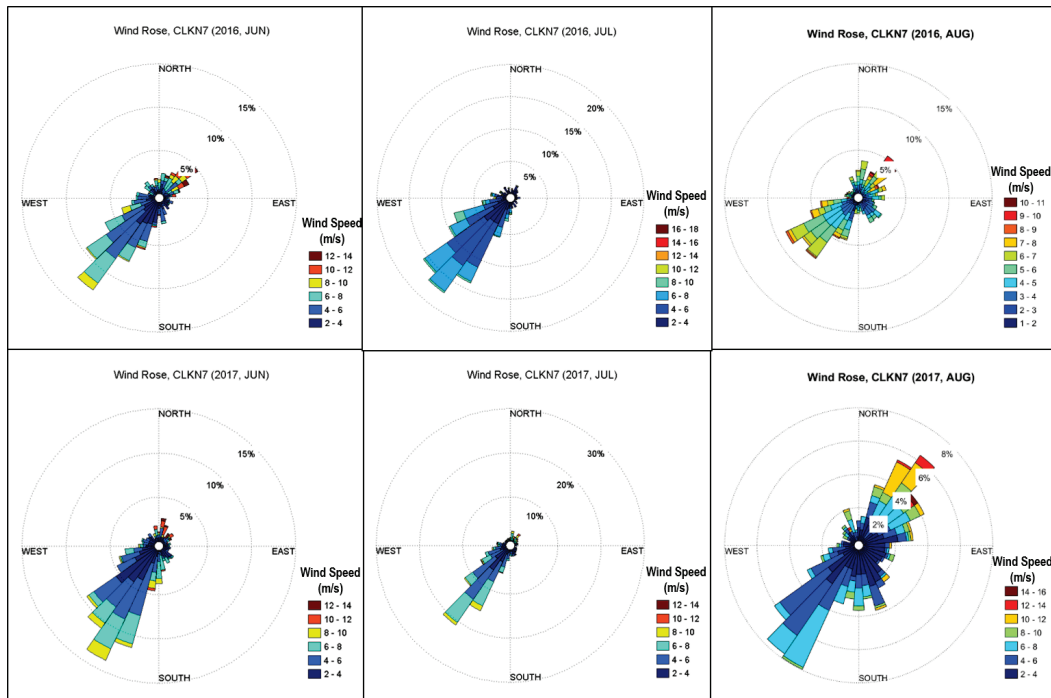 Wind Rose, CLKN7 (2016, JUN)
NORTH
15%
10%
5%
WEST
EAST
SOUTH
Wind Speed
(m/s)
12 - 14
10 - 12
8 - 10
6 - 8
4 - 6
2 - 4
Wind Rose, CLKN7 (2016, JUL)
NORTH
20%
15%
10%
5%
WEST
EAST
SOUTH
Wind Speed
(m/s)
16 - 18
14 - 16
12 - 14
10 - 12
8 - 10
6 - 8
4 - 6
2 - 4
Wind Rose, CLKN7 (2016, AUG)
NORTH
15%
10%
5%
WEST
EAST
SOUTH
Wind Speed
(m/s)
10 - 11
9 - 10
8 - 9
7 - 8
6 - 7
5 - 6
4 - 5
3 - 4
2 - 3
1 - 2
Wind Rose, CLKN7 (2017, JUN)
NORTH
15%
10%
5%
WEST
EAST
SOUTH
Wind Speed
(m/s)
12 - 14
10 - 12
8 - 10
6 - 8
4 - 6
2 - 4
Wind Rose, CLKN7 (2017, JUL)
NORTH
30%
20%
10%
WEST
EAST
SOUTH
Wind Speed
(m/s)
12 - 14
10 - 12
8 - 10
6 - 8
4 - 6
2 - 4
Wind Rose, CLKN7 (2017, AUG)
NORTH
8%
6%
4%
2%
WEST
EAST
SOUTH
Wind Speed
(m/s)
14 - 16
12 - 14
10 - 12
8 - 10
6 - 8
4 - 6
2 - 4